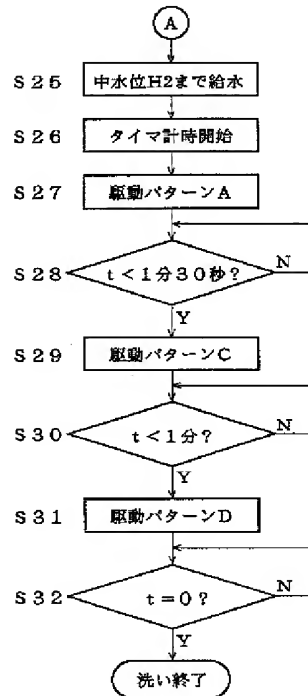 A
S25 中水位H2まで給水
S26 タイマ計時開始
S27 駆動パターンA
S28 t<1分30秒? N
Y
S29 駆動パターンC
S30 t<1分? N
Y
S31 駆動パターンD
S32 t=0? N
Y
洗い終了